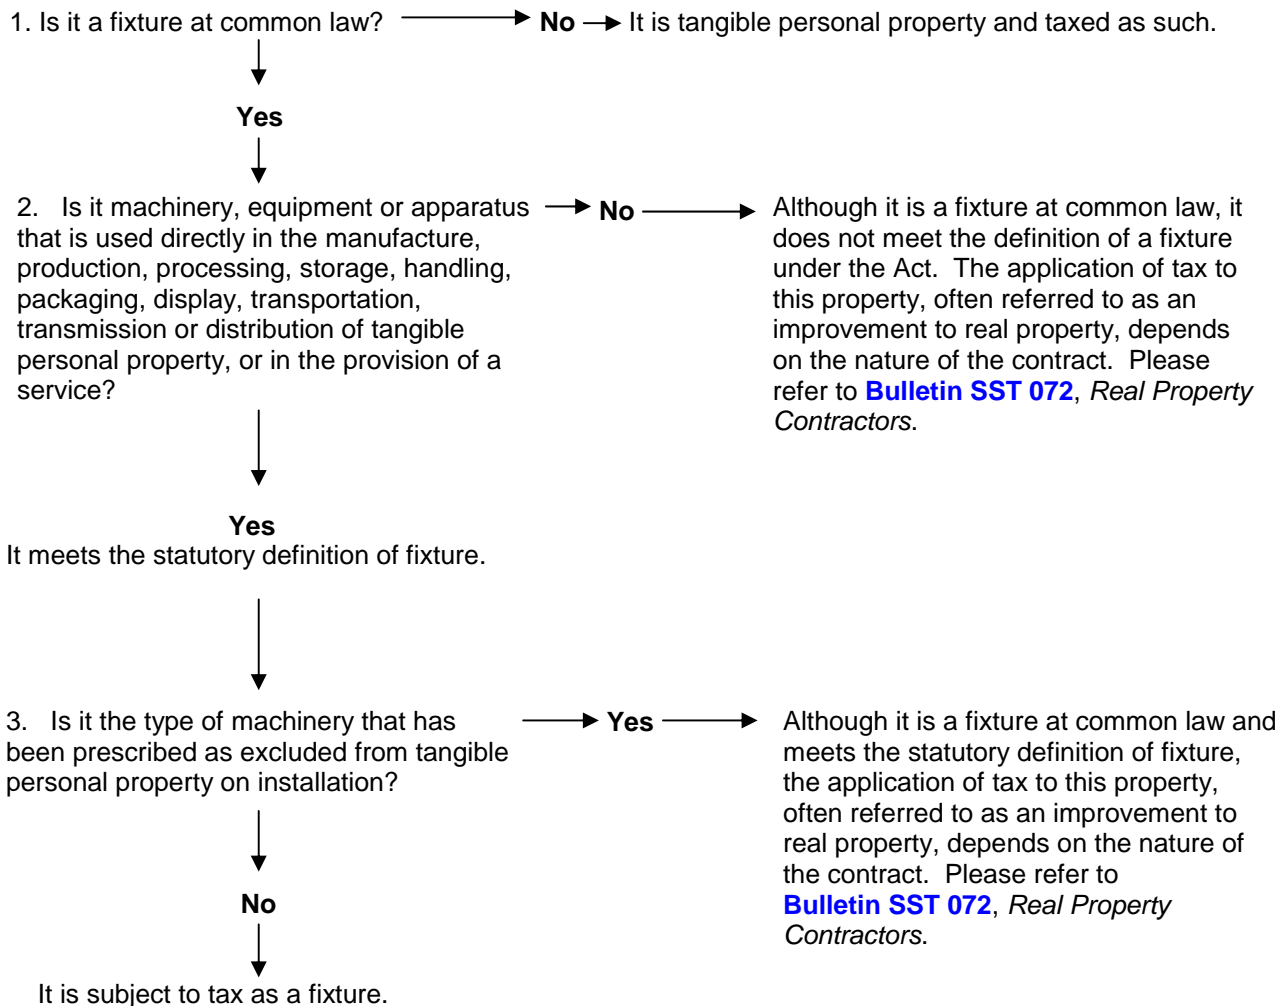 1. Is it a fixture at common law? No It is tangible personal property and taxed as such.
Yes
2. Is it machinery, equipment or apparatus
that is used directly in the manufacture,
production, processing, storage, handling,
packaging, display, transportation,
transmission or distribution of tangible
personal property, or in the provision of a
service?
No
Although it is a fixture at common law, it
does not meet the definition of a fixture
under the Act. The application of tax to
this property, often referred to as an
improvement to real property, depends
on the nature of the contract. Please
refer to Bulletin SST 072, Real Property
Contractors.
Yes
It meets the statutory definition of fixture.
3. Is it the type of machinery that has
been prescribed as excluded from tangible
personal property on installation?
Yes
Although it is a fixture at common law and
meets the statutory definition of fixture,
the application of tax to this property,
often referred to as an improvement to
real property, depends on the nature of
the contract. Please refer to
Bulletin SST 072, Real Property
Contractors.
No
It is subject to tax as a fixture.